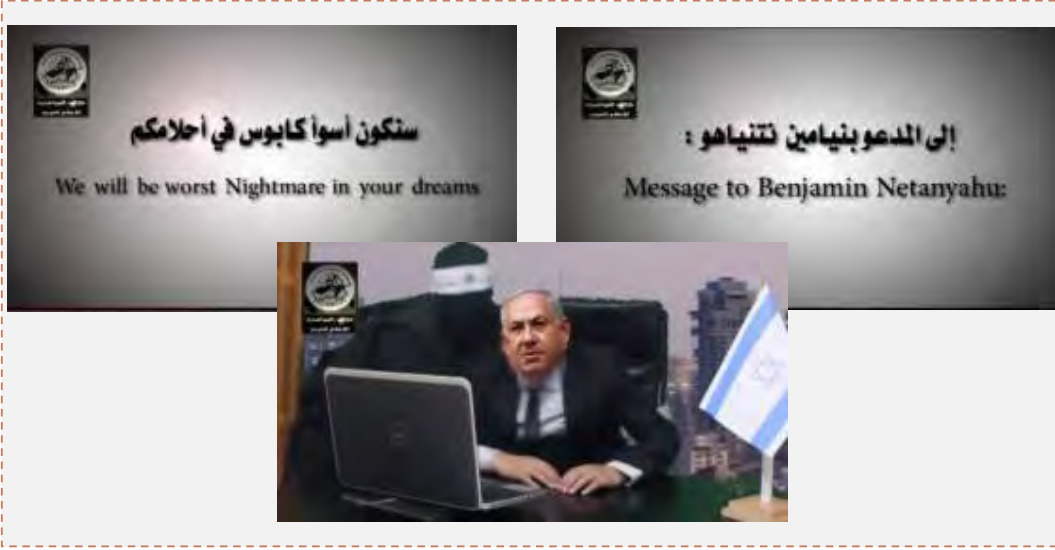 سنكون أسوأ كابوس في أحلامكم
We will be worst Nightmare in your dreams
إلى المدعو بنيامين نتنياهو :
Message to Benjamin Netanyahu: